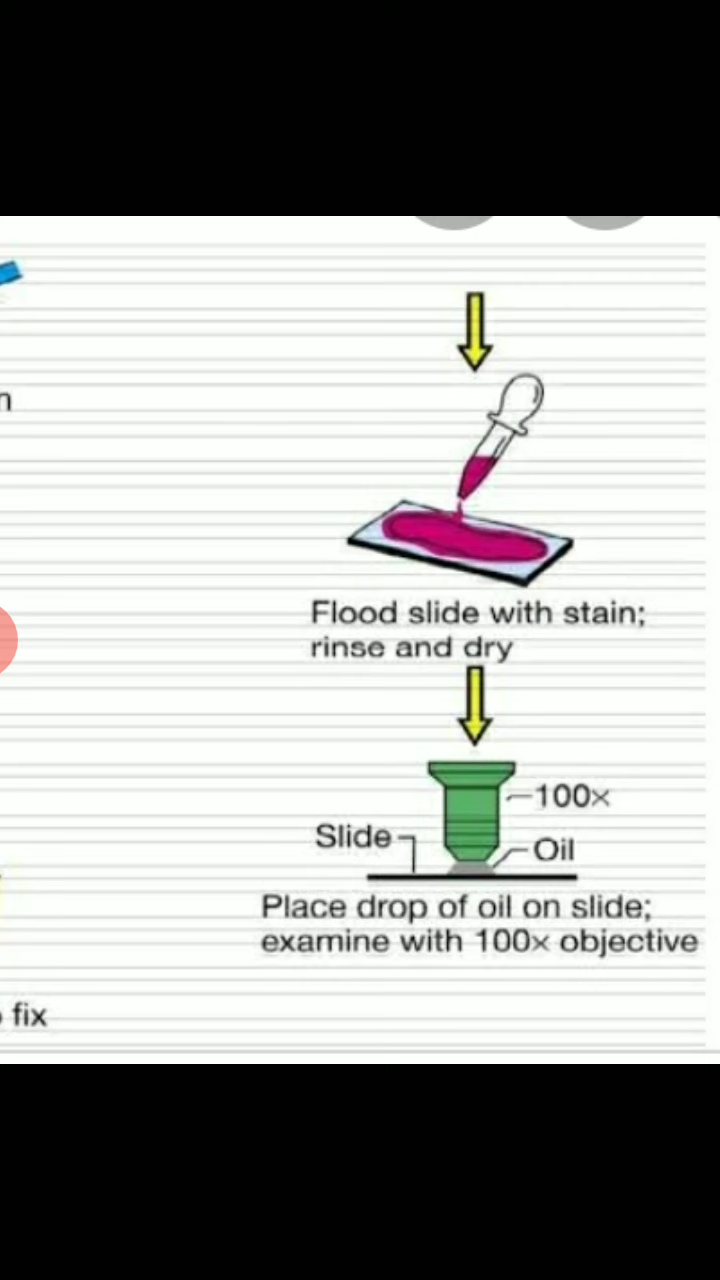 n
Flood slide with stain;
rinse and dry
100×
Slide
Oil
Place drop of oil on slide;
examine with 100× objective
fix